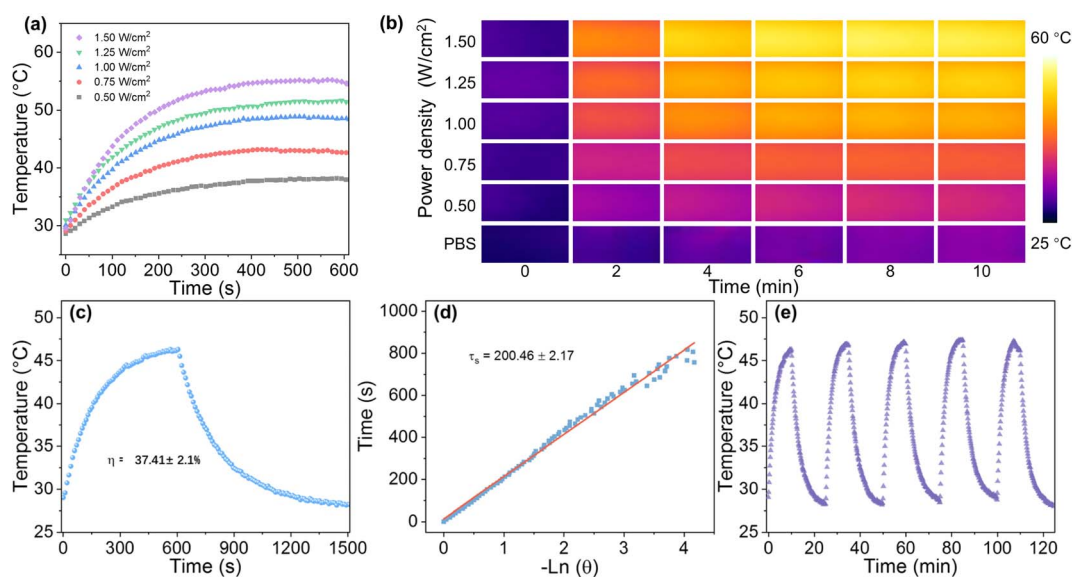 (a)
1.50 W/cm²
1.25 W/cm²
1.00 W/cm²
0.75 W/cm²
0.50 W/cm²
Temperature (°C)
65
60
55
50
45
40
35
30
25
0 100 200 300 400 500 600
Time (s)
(b)
Power density (W/cm²)
1.50
1.25
1.00
0.75
0.50
PBS
0 2 4 6 8 10
Time (min)
60 °C
25 °C
(c)
Temperature (°C)
50
45
40
35
30
25
η = 37.41± 2.1%
0 300 600 900 1200 1500
Time (s)
(d)
Time (s)
1000
800
600
400
200
0
τs = 200.46 ± 2.17
0 1 2 3 4
-Ln (θ)
(e)
Temperature (°C)
50
45
40
35
30
25
0 20 40 60 80 100 120
Time (min)